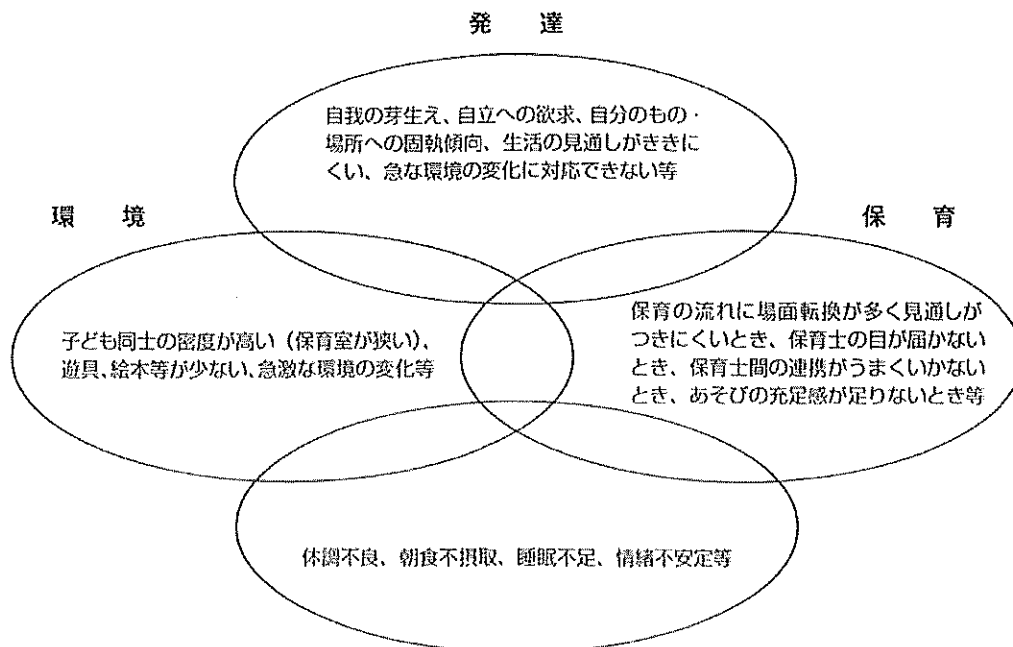 発 達
自我の芽生え、自立への欲求、自分のもの・
場所への固執傾向、生活の見通しがききに
くい、急な環境の変化に対応できない等
環 境
保 育
子ども同士の密度が高い（保育室が狭い）、
遊具、絵本等が少ない、急激な環境の変化等
保育の流れに場面転換が多く見通しが
つきにくいとき、保育士の目が届かない
とき、保育士間の連携がうまくいかない
とき、あそびの充足感が足りないとき等
体調不良、朝食不摂取、睡眠不足、情緒不安定等